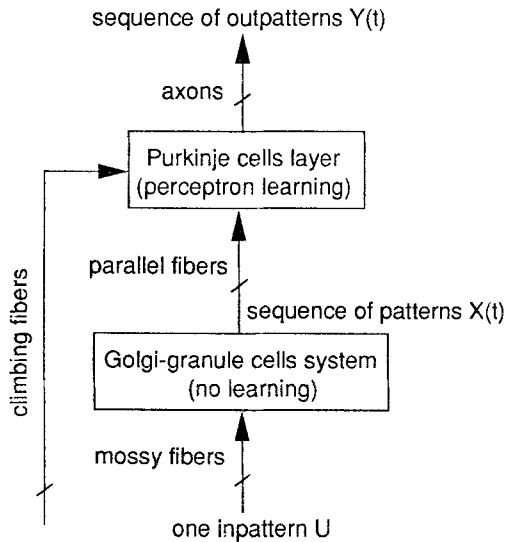 sequence of outpatterns Y(t)
axons
Purkinje cells layer
(perceptron learning)
parallel fibers
sequence of patterns X(t)
climbing fibers
Golgi-granule cells system
(no learning)
mossy fibers
one inpattern U